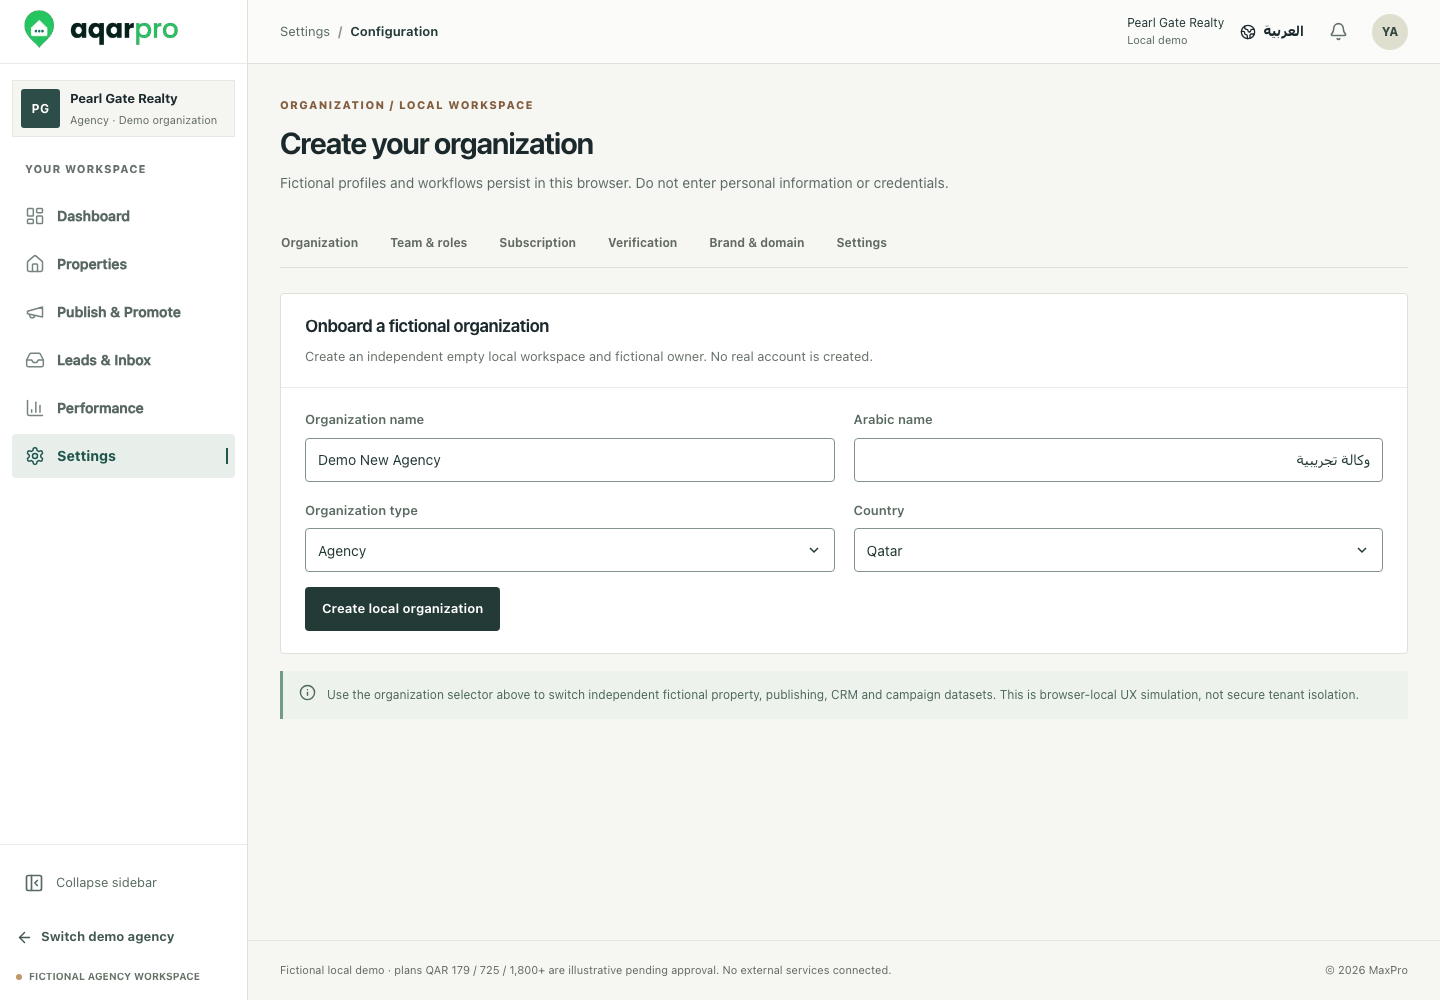 aqarpro
PG
Pearl Gate Realty
Agency · Demo organization
YOUR WORKSPACE
Dashboard
Properties
Publish & Promote
Leads & Inbox
Performance
Settings
Collapse sidebar
Switch demo agency
FICTIONAL AGENCY WORKSPACE
Settings / Configuration
Pearl Gate Realty
Local demo
العربية
YA
ORGANIZATION / LOCAL WORKSPACE
Create your organization
Fictional profiles and workflows persist in this browser. Do not enter personal information or credentials.
Organization Team & roles Subscription Verification Brand & domain Settings
Onboard a fictional organization
Create an independent empty local workspace and fictional owner. No real account is created.
Organization name
Demo New Agency
Arabic name
وكالة تجريبية
Organization type
Agency
Country
Qatar
Create local organization
Use the organization selector above to switch independent fictional property, publishing, CRM and campaign datasets. This is browser-local UX simulation, not secure tenant isolation.
Fictional local demo · plans QAR 179 / 725 / 1,800+ are illustrative pending approval. No external services connected.
© 2026 MaxPro